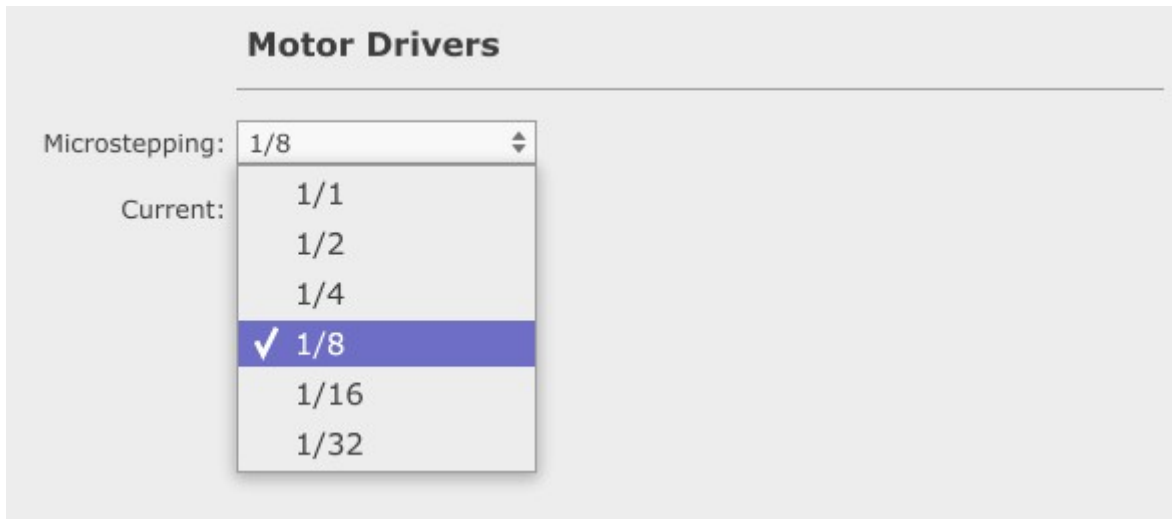 Motor Drivers
Microstepping: 1/8
Current:
1/1
1/2
1/4
✓ 1/8
1/16
1/32